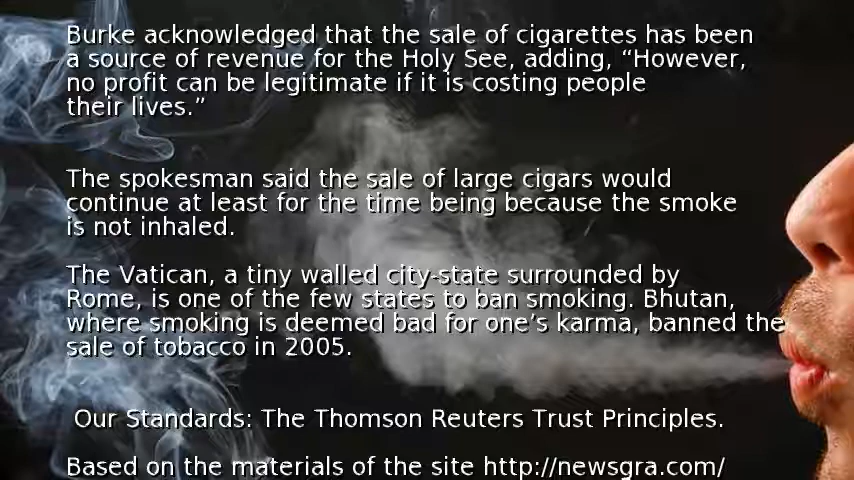 Burke acknowledged that the sale of cigarettes has been
a source of revenue for the Holy See, adding, “However,
no profit can be legitimate if it is costing people
their lives.”
The spokesman said the sale of large cigars would
continue at least for the time being because the smoke
is not inhaled.
The Vatican, a tiny walled city-state surrounded by
Rome, is one of the few states to ban smoking. Bhutan,
where smoking is deemed bad for one’s karma, banned the
sale of tobacco in 2005.
Our Standards: The Thomson Reuters Trust Principles.
Based on the materials of the site http://newsgra.com/